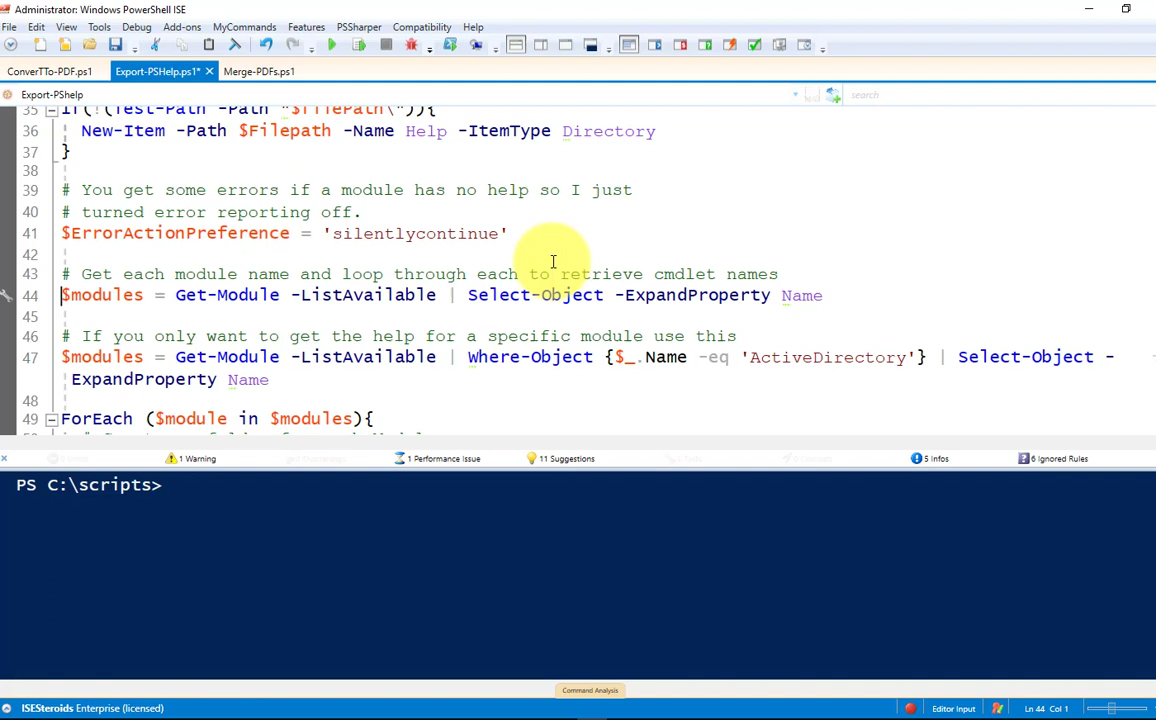 Administrator: Windows PowerShell ISE
File Edit View Tools Debug Add-ons MyCommands Features PSSharper Compatibility Help
ConverTTo-PDF.ps1 Export-PSHelp.ps1* Merge-PDFs.ps1
Export-PShelp search
35 If(!(Test-Path -Path "$filePath\")){
36 New-Item -Path $Filepath -Name Help -ItemType Directory
37 }
38
39 # You get some errors if a module has no help so I just
40 # turned error reporting off.
41 $ErrorActionPreference = 'silentlycontinue'
42
43 # Get each module name and loop through each to retrieve cmdlet names
44 $modules = Get-Module -ListAvailable | Select-Object -ExpandProperty Name
45
46 # If you only want to get the help for a specific module use this
47 $modules = Get-Module -ListAvailable | Where-Object {$_.Name -eq 'ActiveDirectory'} | Select-Object -
ExpandProperty Name
48
49 ForEach ($module in $modules){
1 Warning 1 Performance Issue 11 Suggestions 5 Infos 6 Ignored Rules
PS C:\scripts>
Command Analysis
ISESteroids Enterprise (licensed) Editor Input Ln 44 Col 1